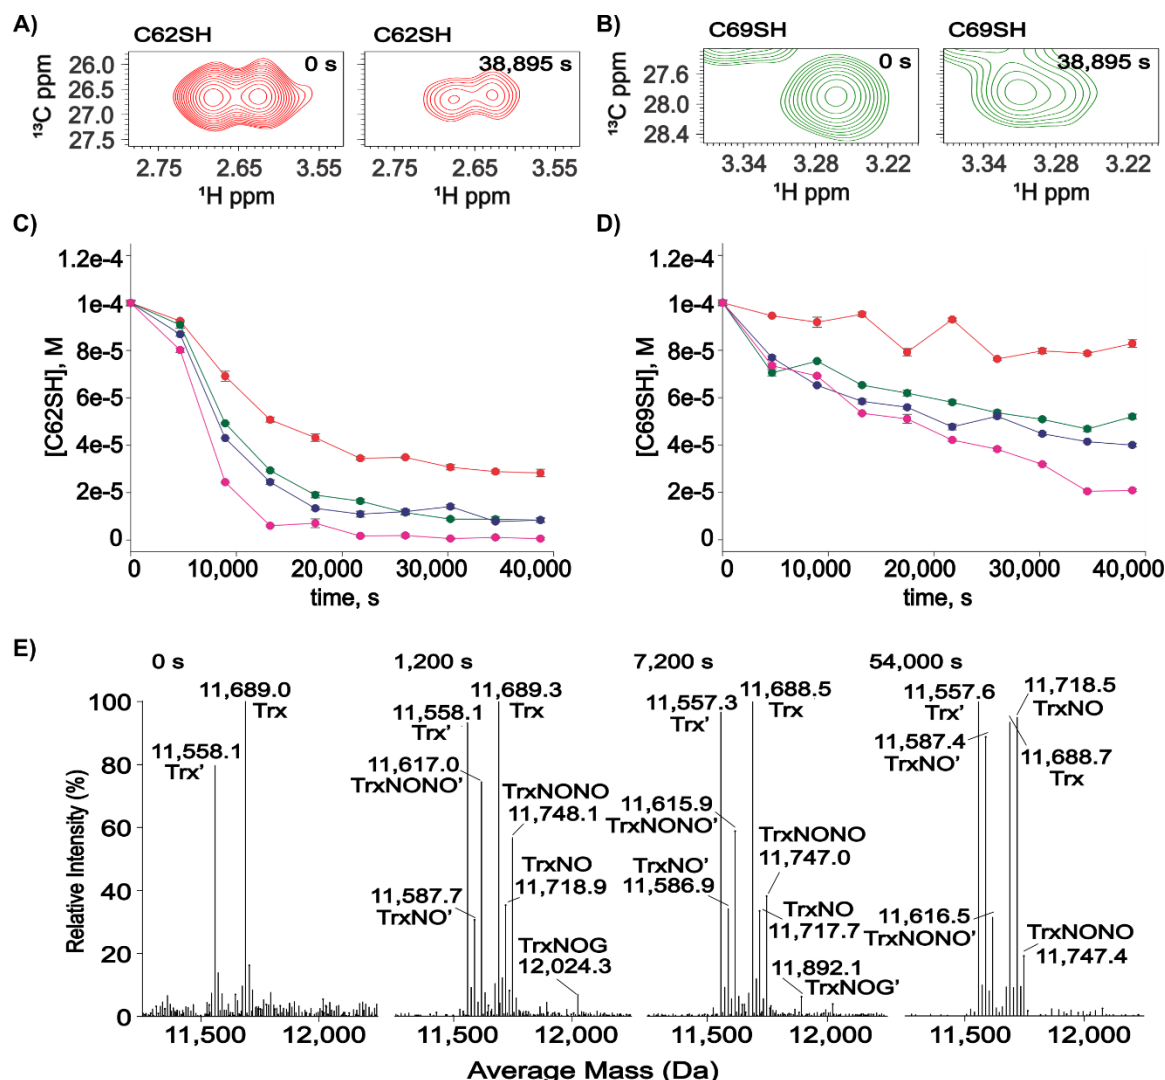 A)
C62SH
C62SH
0 s
38,895 s
¹³C ppm
26.0
26.5
27.0
27.5
2.75
2.65
3.55
2.75
2.65
3.55
¹H ppm
¹H ppm
B)
C69SH
C69SH
0 s
38,895 s
¹³C ppm
27.6
28.0
28.4
3.34
3.28
3.22
3.34
3.28
3.22
¹H ppm
¹H ppm
C)
[C62SH], M
1.2e-4
1e-4
8e-5
6e-5
4e-5
2e-5
0
0
10,000
20,000
30,000
40,000
time, s
D)
[C69SH], M
1.2e-4
1e-4
8e-5
6e-5
4e-5
2e-5
0
0
10,000
20,000
30,000
40,000
time, s
E)
Relative Intensity (%)
100
80
60
40
20
0
0 s
11,689.0
Trx
11,558.1
Trx'
11,500
12,000
1,200 s
11,689.3
Trx
11,558.1
Trx'
11,617.0
TrxNONO'
TrxNONO
11,748.1
11,587.7
TrxNO'
TrxNO
11,718.9
TrxNOG
12,024.3
11,500
12,000
7,200 s
11,557.3
Trx'
11,688.5
Trx
11,615.9
TrxNONO'
TrxNO'
11,586.9
TrxNONO
11,747.0
TrxNO
11,717.7
11,892.1
TrxNOG'
11,500
12,000
54,000 s
11,557.6
Trx'
11,718.5
TrxNO
11,587.4
TrxNO'
11,688.7
Trx
11,616.5
TrxNONO'
TrxNONO
11,747.4
11,500
12,000
Average Mass (Da)